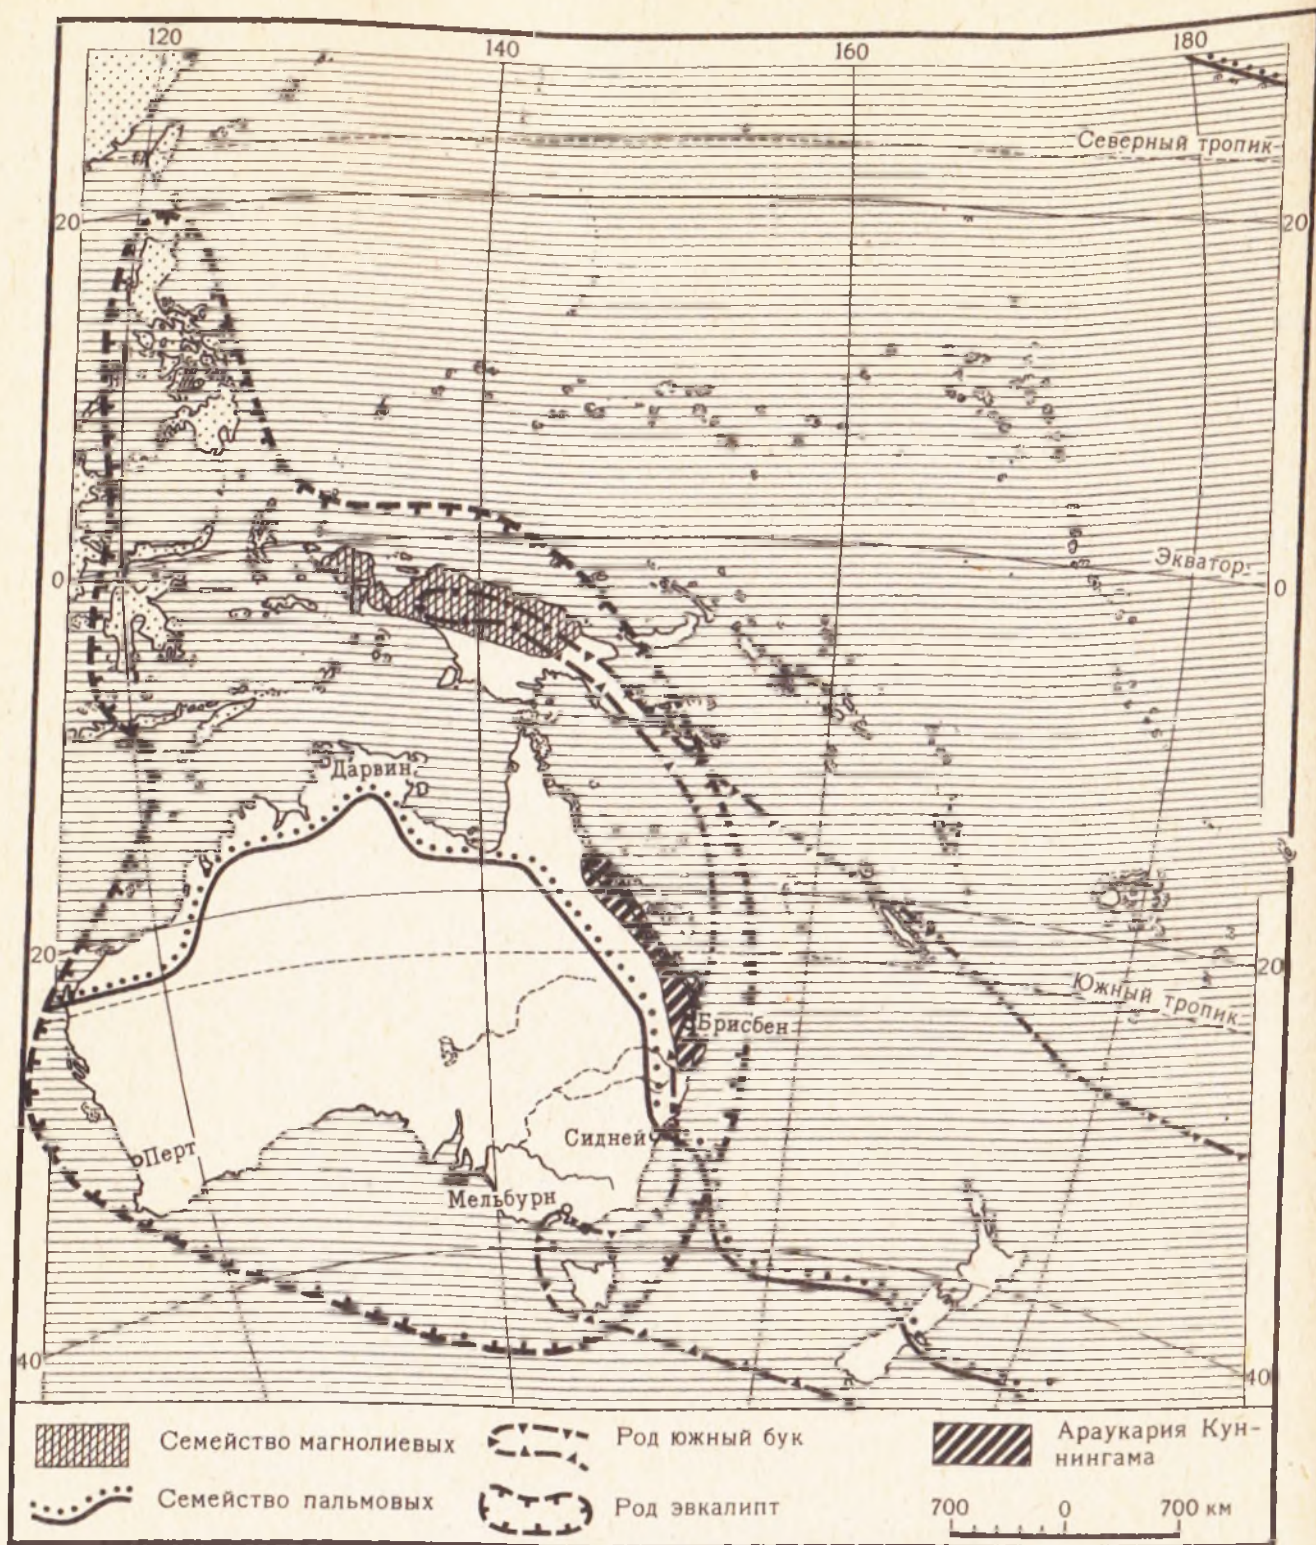 120
140
160
180
Северный тропик
20
20
Экватор
0
0
Дарвин
20
20
Южный тропик
Брисбен
Сидней
Перт
Мельбурн
40
40
Семейство магнолиевых
Род южный бук
Араукария Кун-
нингама
Семейство пальмовых
Род эвкалипт
700 0 700 км